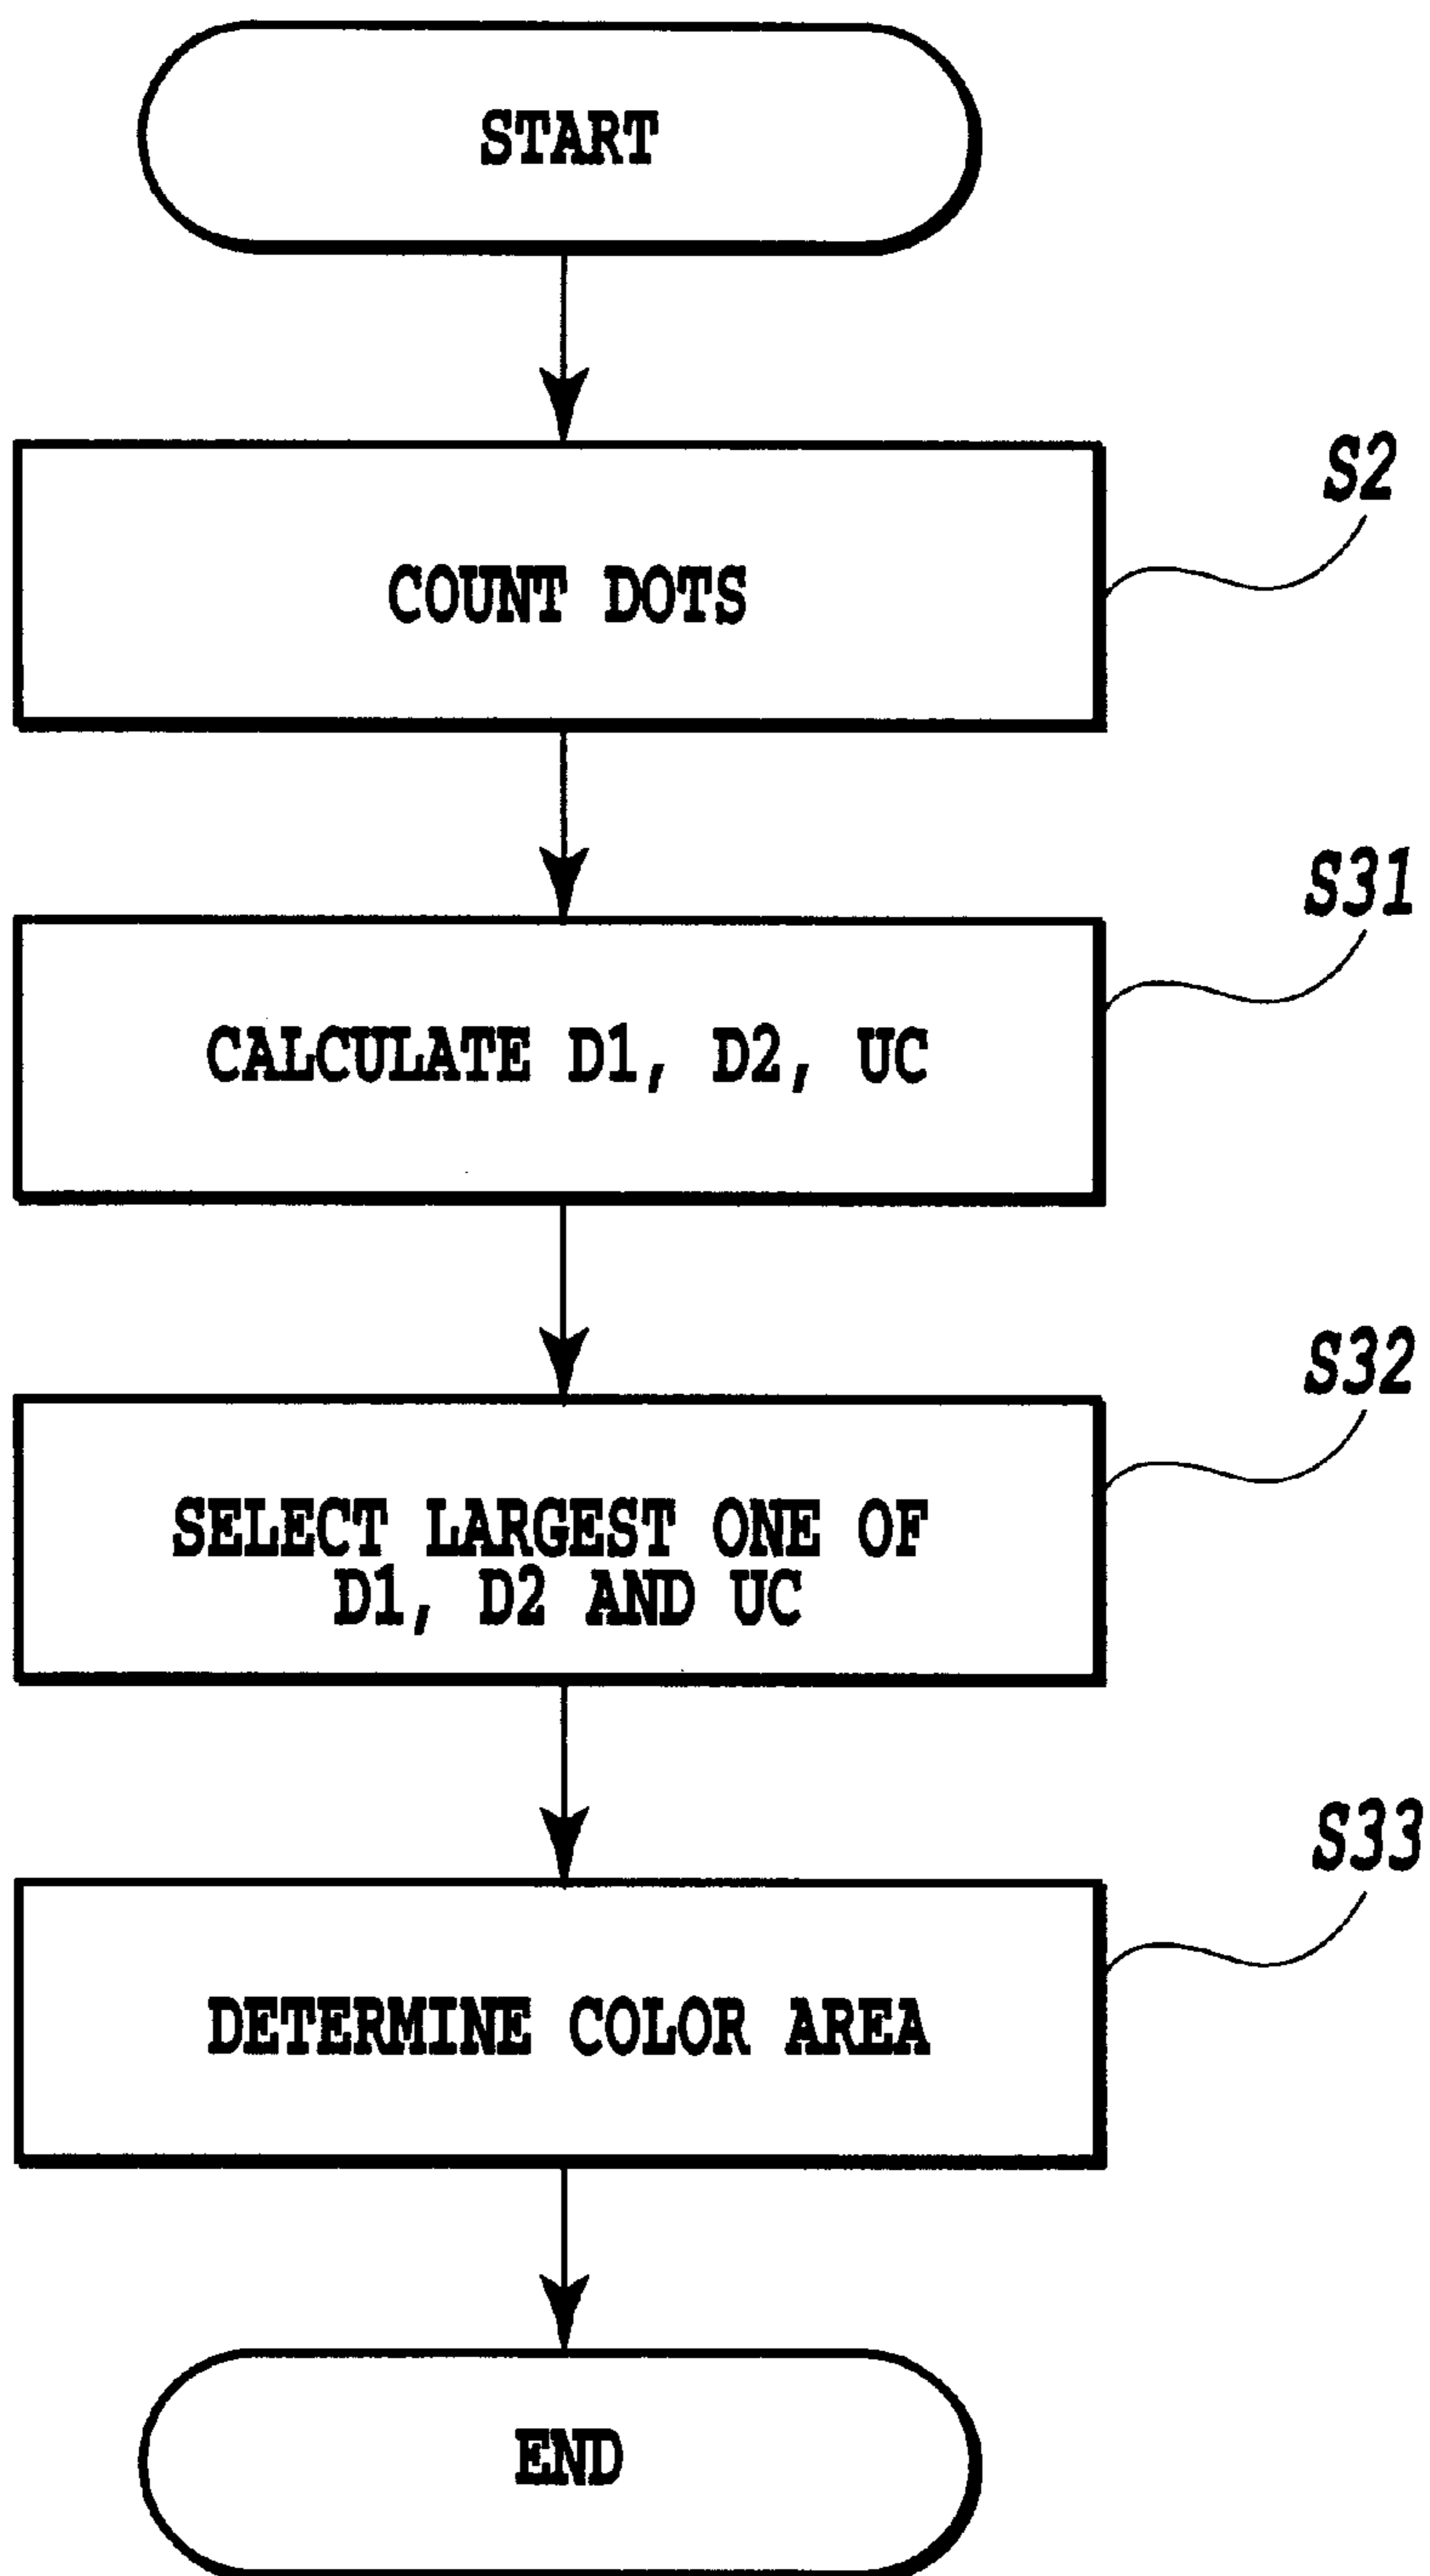 START
S2
COUNT DOTS
S31
CALCULATE D1, D2, UC
S32
SELECT LARGEST ONE OF
D1, D2 AND UC
S33
DETERMINE COLOR AREA
END